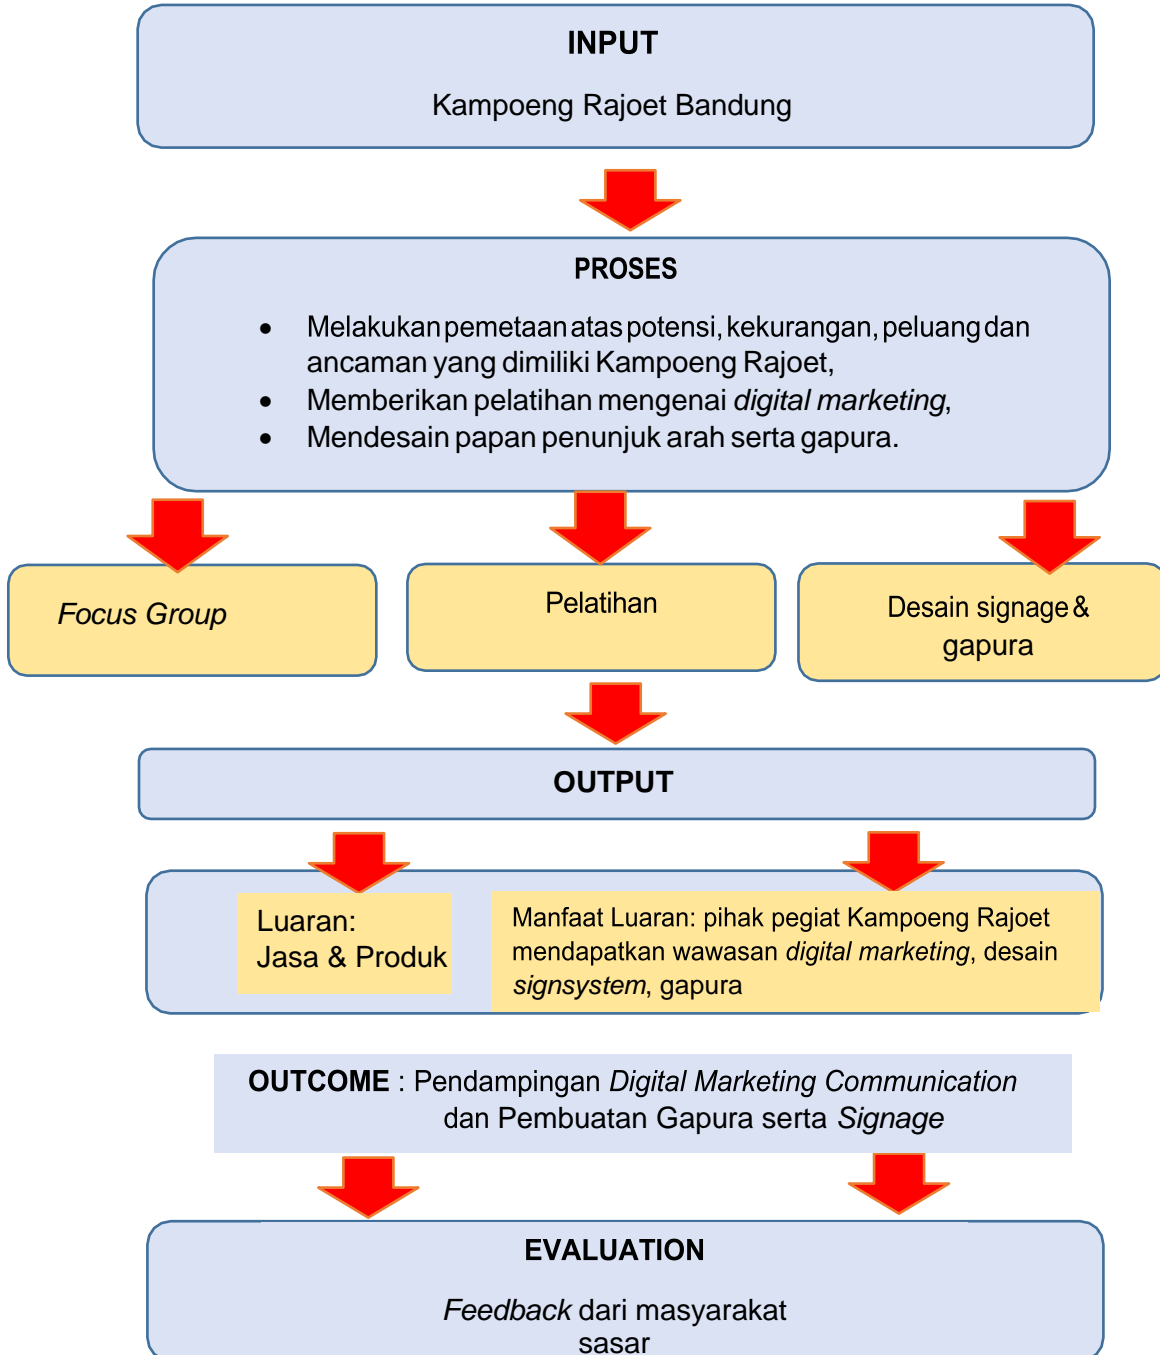 INPUT
Kampoeng Rajoet Bandung
PROSES
• Melakukan pemetaan atas potensi, kekurangan, peluang dan
ancaman yang dimiliki Kampoeng Rajoet,
• Memberikan pelatihan mengenai digital marketing,
• Mendesain papan penunjuk arah serta gapura.
Focus Group
Pelatihan
Desain signage &
gapura
OUTPUT
Luaran:
Jasa & Produk
Manfaat Luaran: pihak pegiat Kampoeng Rajoet
mendapatkan wawasan digital marketing, desain
signsystem, gapura
OUTCOME : Pendampingan Digital Marketing Communication
dan Pembuatan Gapura serta Signage
EVALUATION
Feedback dari masyarakat
sasar